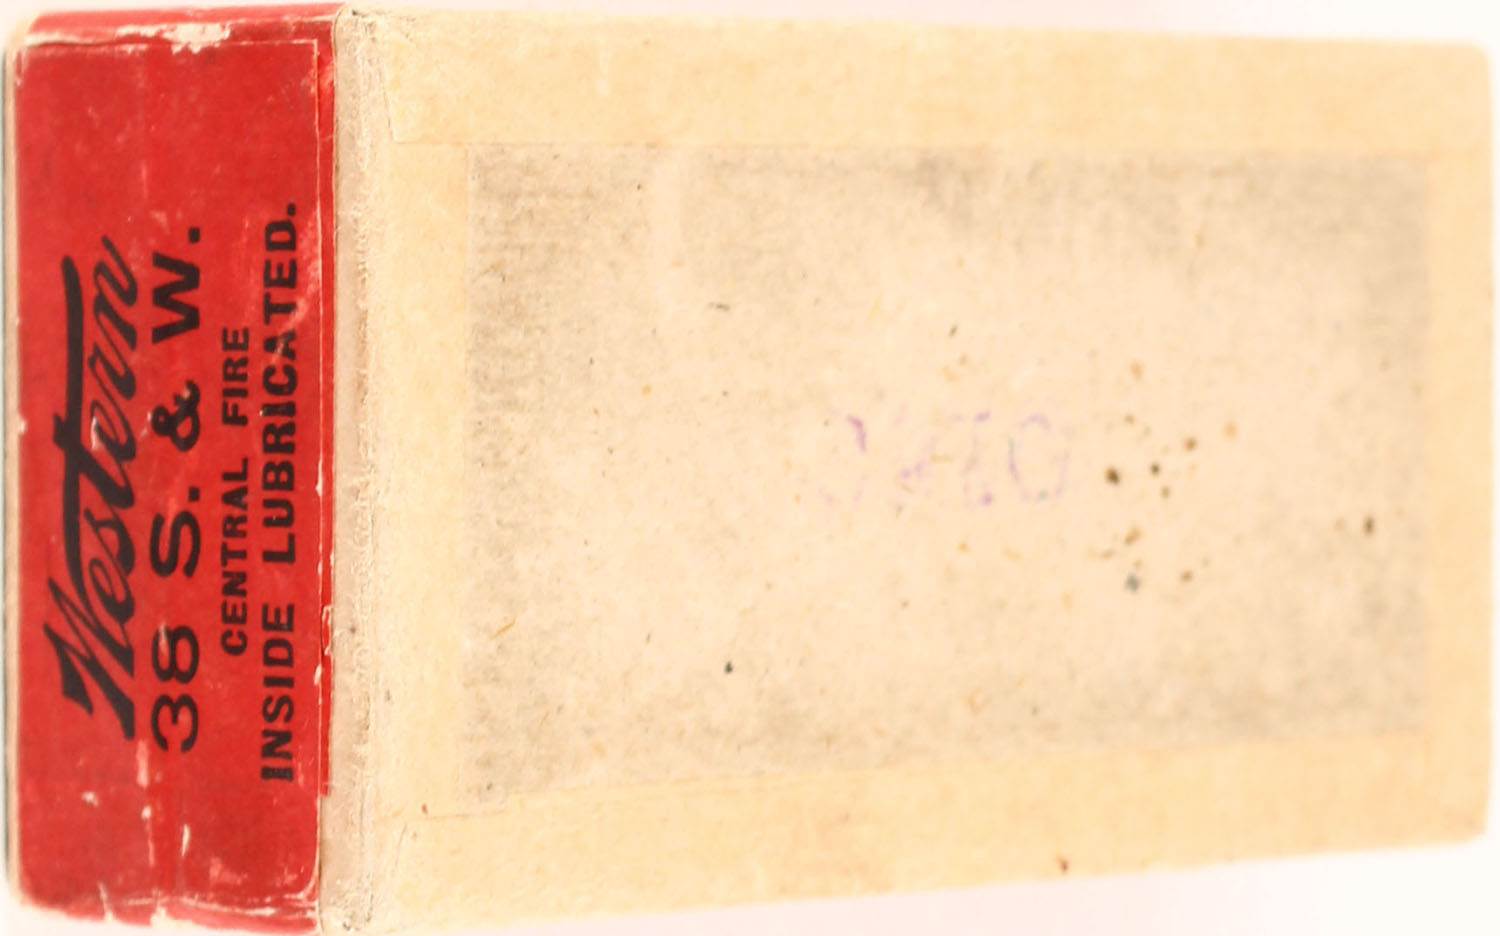 Western
38 S. & W.
CENTRAL FIRE
INSIDE LUBRICATED.